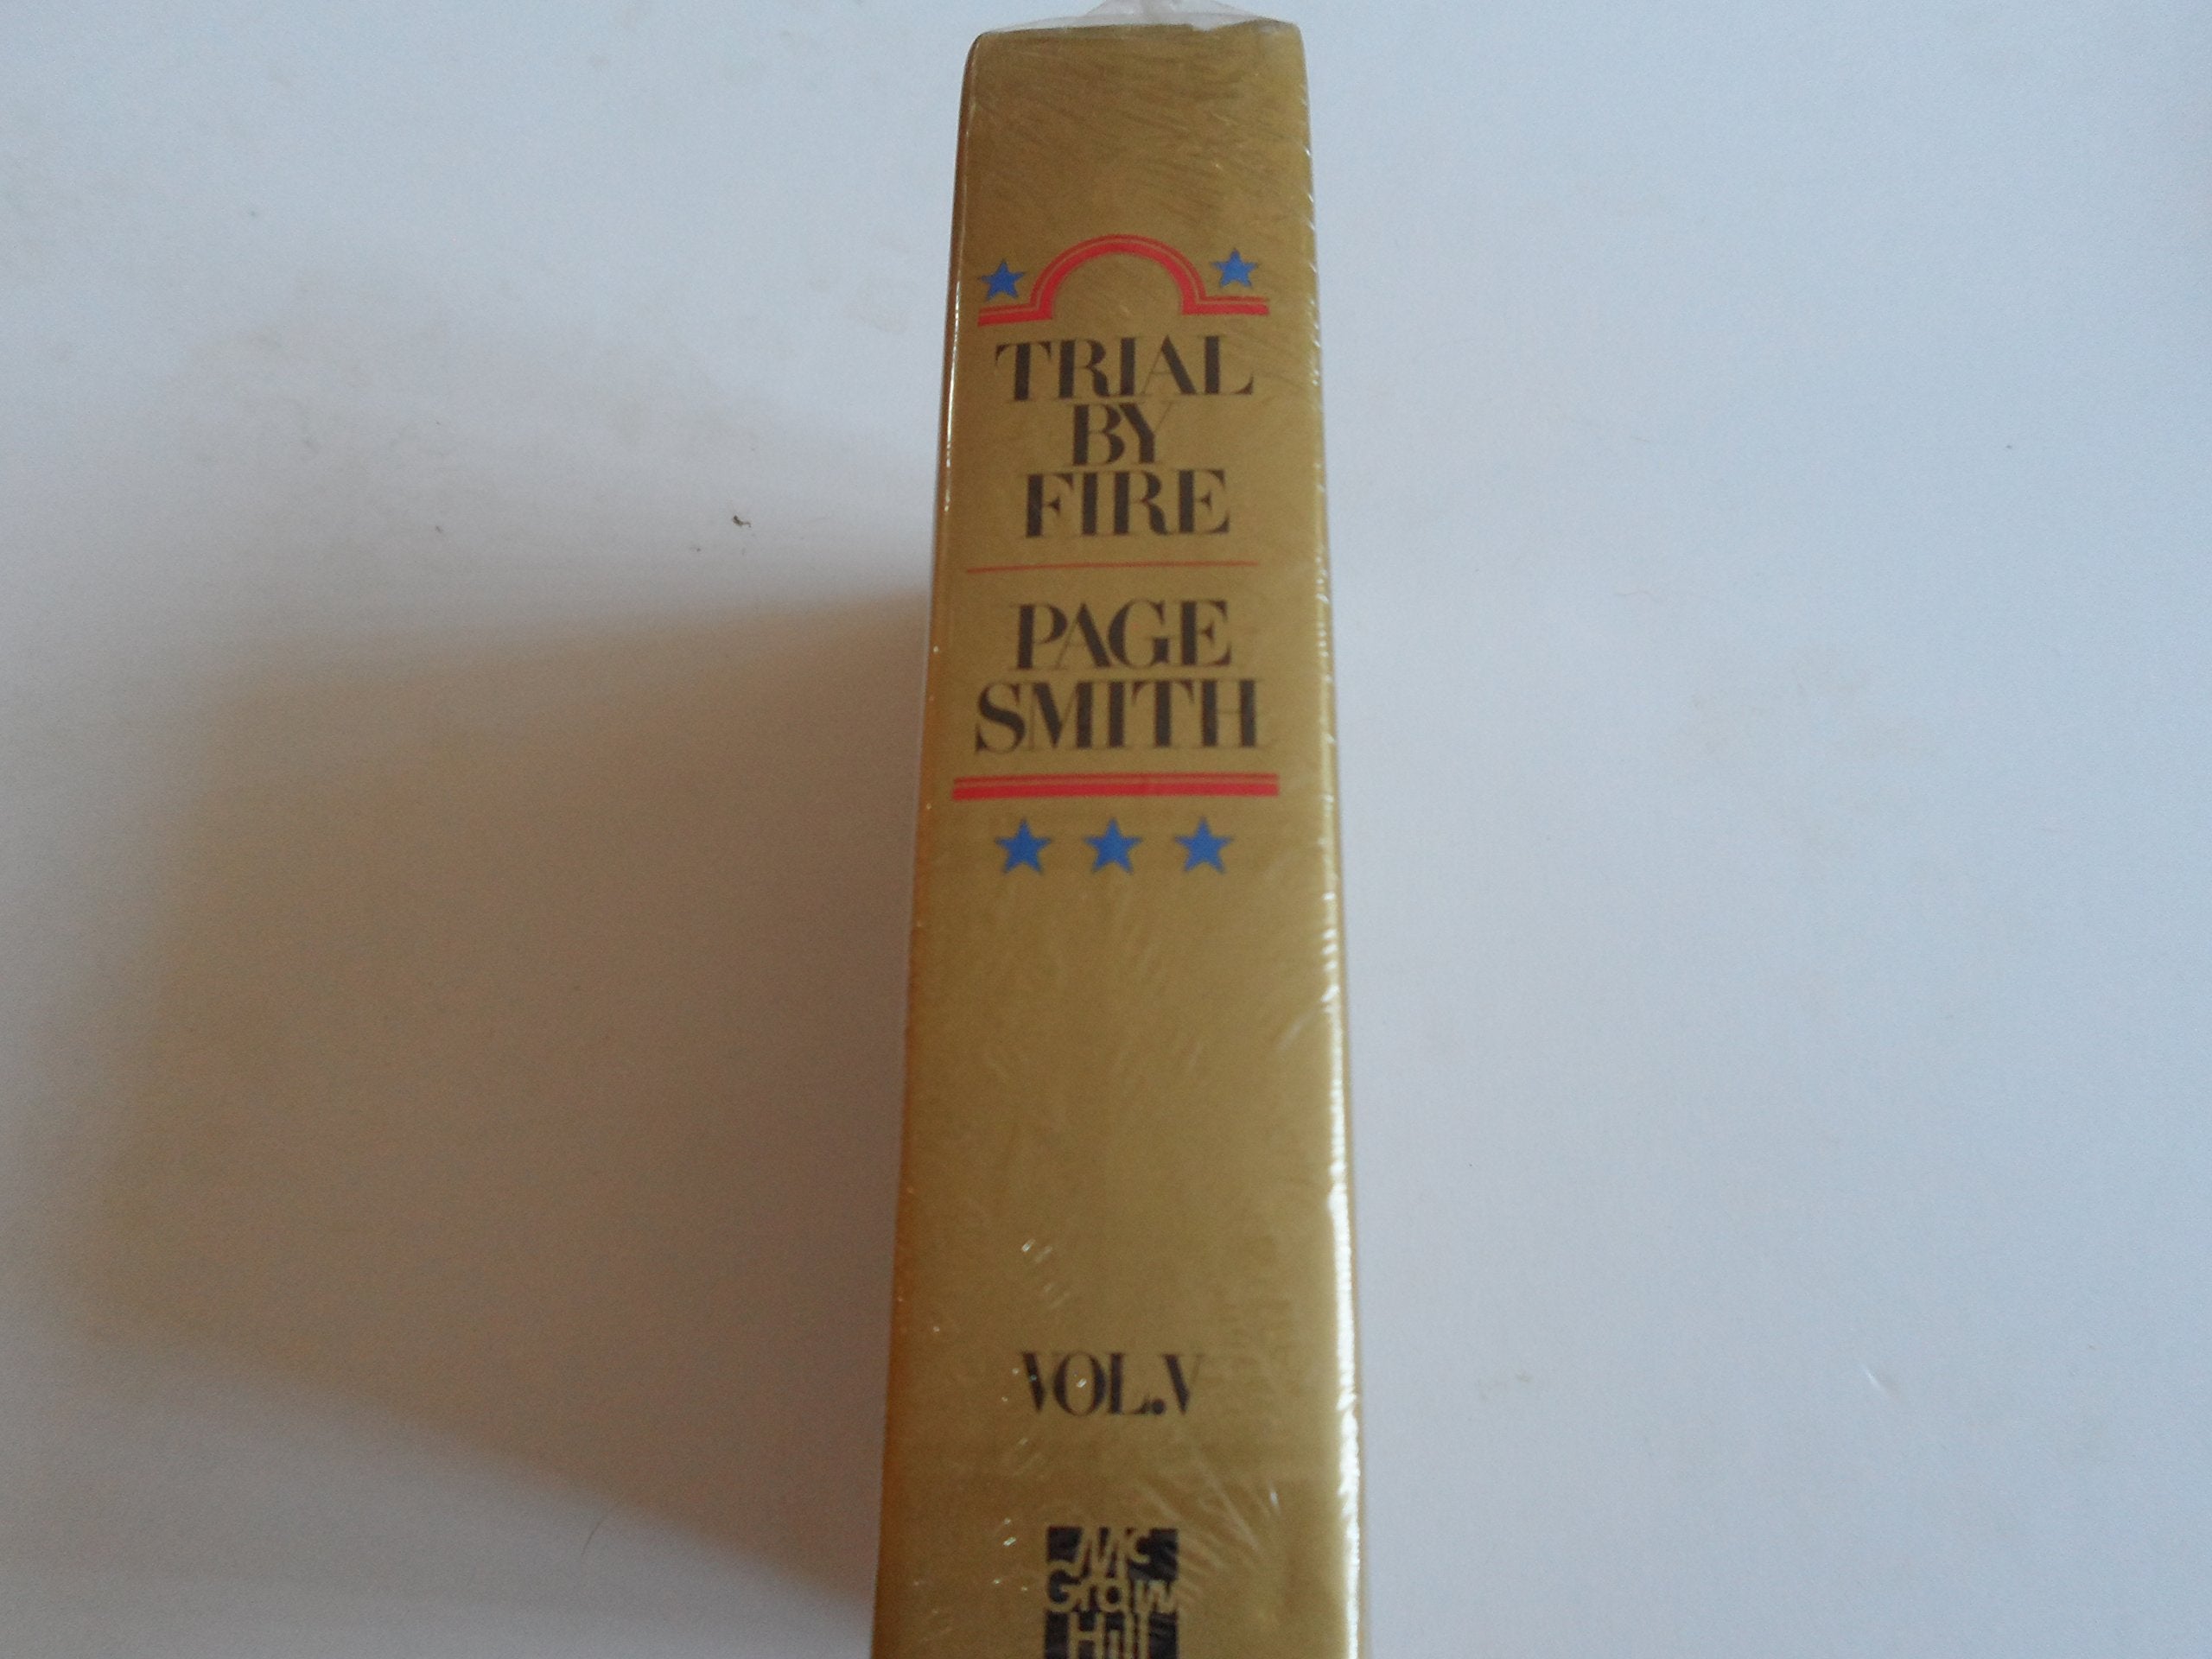 TRIAL
BY
FIRE
PAGE
SMITH
VOL.V
Mc
Graw
Hill